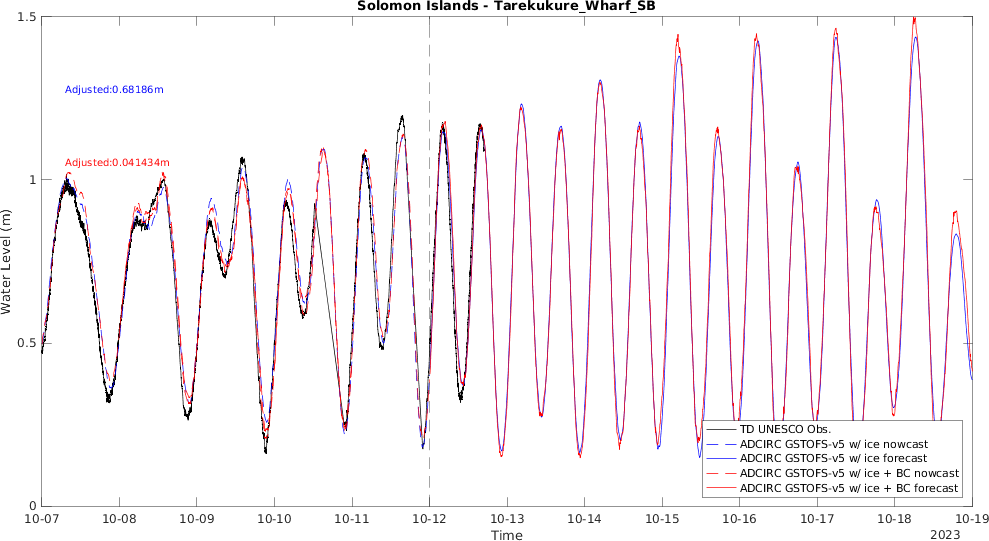 Solomon Islands - Tarekukure_Wharf_SB
1.5
Adjusted:0.68186m
Adjusted:0.041434m
1
Water Level (m)
0.5
TD UNESCO Obs.
ADCIRC GSTOFS-v5 w/ ice nowcast
ADCIRC GSTOFS-v5 w/ ice forecast
ADCIRC GSTOFS-v5 w/ ice + BC nowcast
ADCIRC GSTOFS-v5 w/ ice + BC forecast
0
10-07 10-08 10-09 10-10 10-11 10-12 10-13 10-14 10-15 10-16 10-17 10-18 10-19
Time
2023